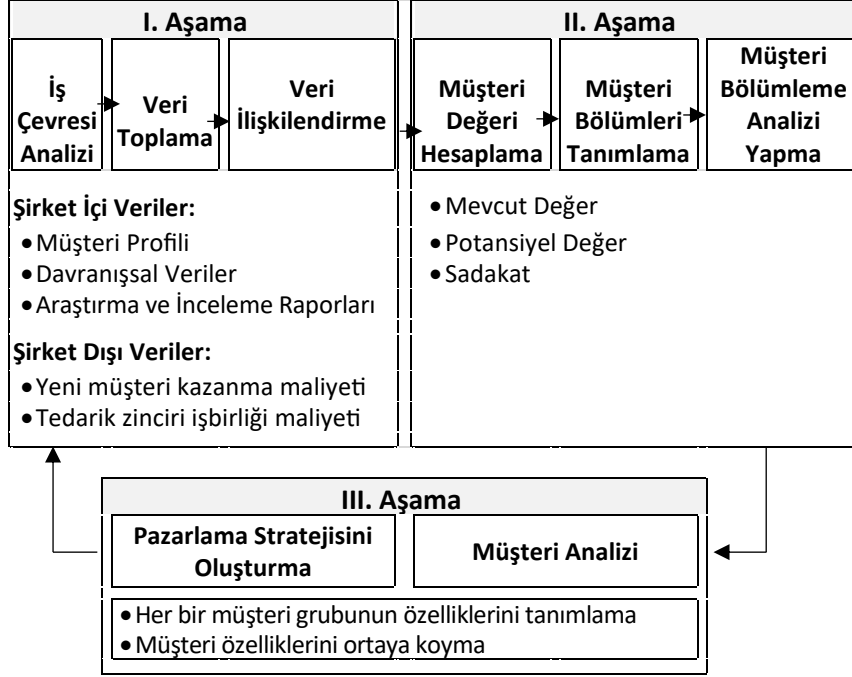 I. Aşama
İş
Çevresi
Analizi
Veri
Toplama
Veri
İlişkilendirme
Şirket İçi Veriler:
• Müşteri Profili
• Davranışsal Veriler
• Araştırma ve İnceleme Raporları
Şirket Dışı Veriler:
• Yeni müşteri kazanma maliyeti
• Tedarik zinciri işbirliği maliyeti
II. Aşama
Müşteri
Değeri
Hesaplama
Müşteri
Bölümleri
Tanımlama
Müşteri
Bölümleme
Analizi
Yapma
• Mevcut Değer
• Potansiyel Değer
• Sadakat
III. Aşama
Pazarlama Stratejisini
Oluşturma
Müşteri Analizi
• Her bir müşteri grubunun özelliklerini tanımlama
• Müşteri özelliklerini ortaya koyma